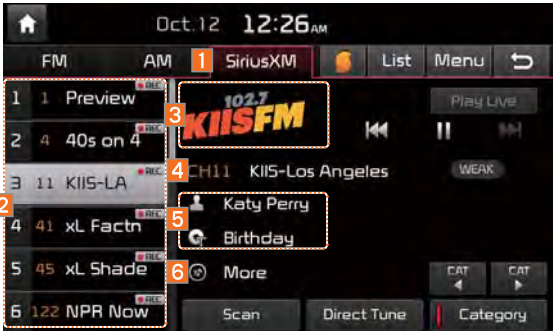 Oct.12 12:26AM
FM AM 1 SiriusXM List Menu
1 1 Preview REC
2 4 40s on 4 REC
3 11 KIIS-LA REC
4 41 xL Factn REC
5 45 xL Shade REC
6 122 NPR Now REC
2
3
102.7
KIISFM
Play Live
4 CH11 KIIS-Los Angeles WEAK
5
Katy Perry
Birthday
6 More
CAT CAT
Scan Direct Tune Category